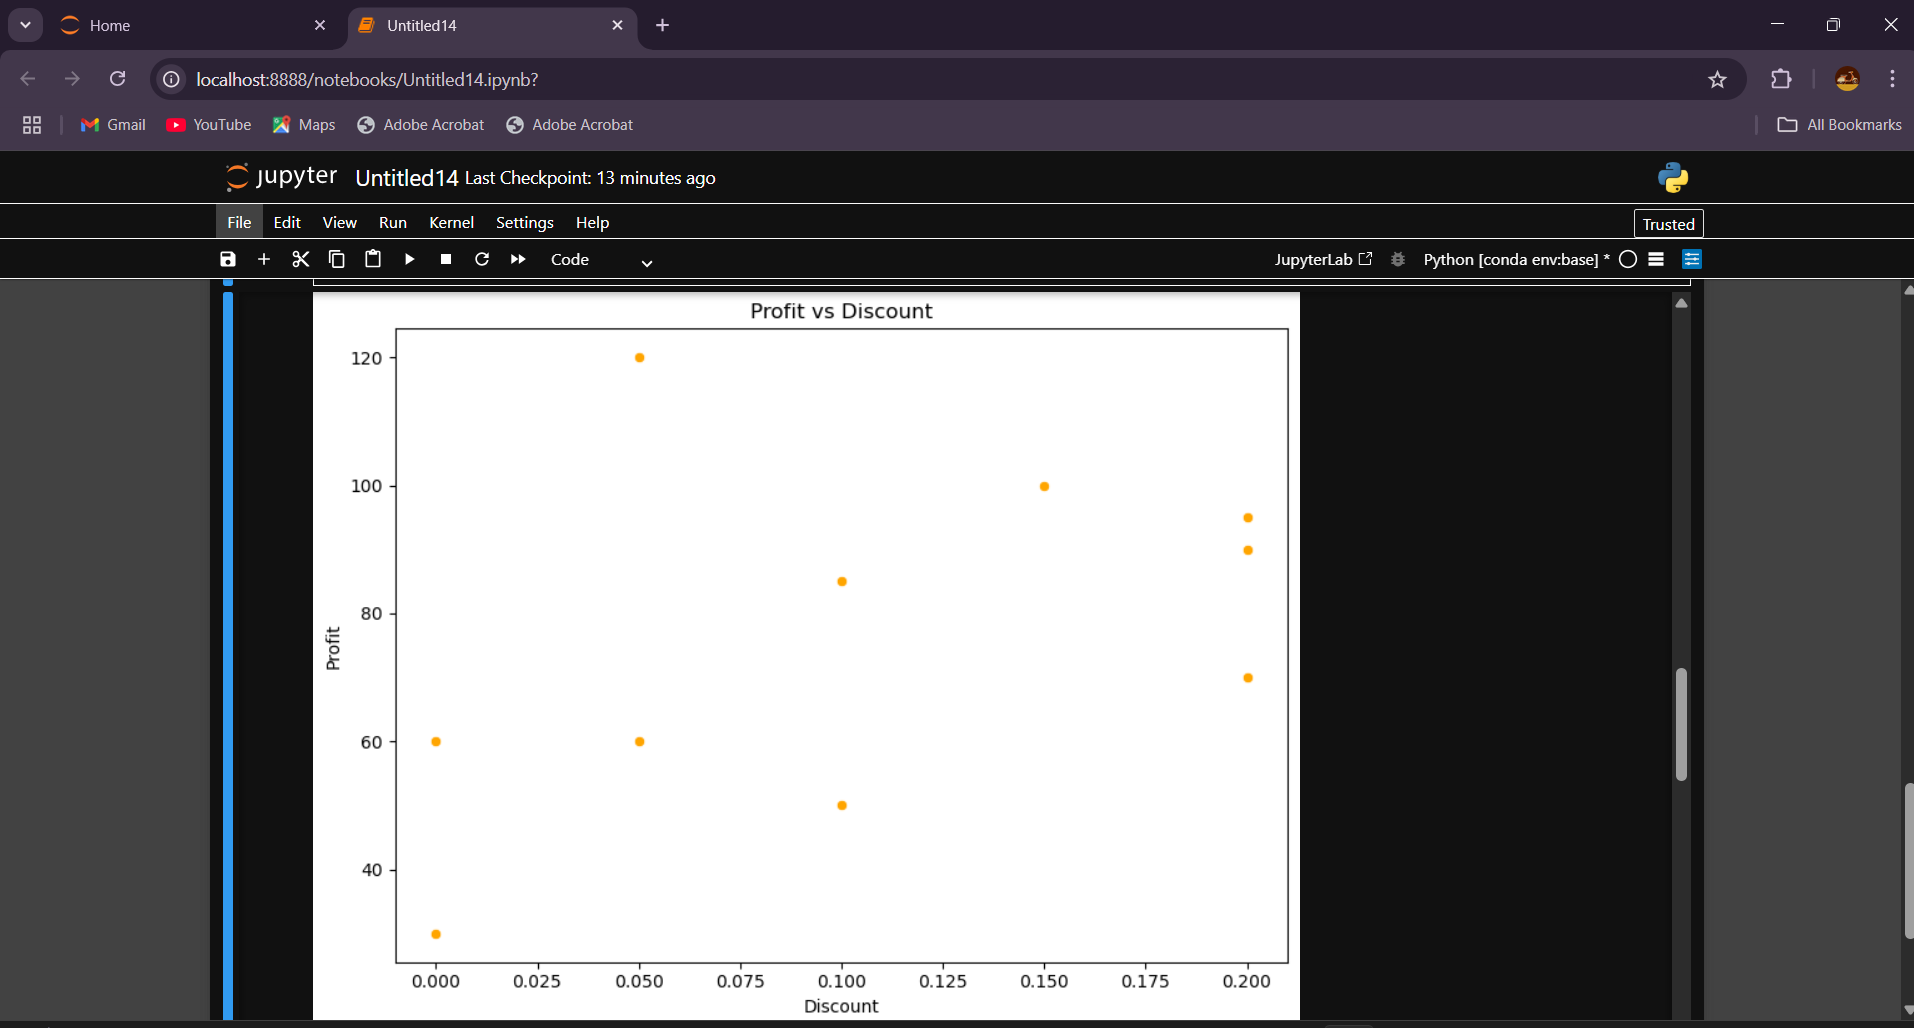 Home
Untitled14
localhost:8888/notebooks/Untitled14.ipynb?
Gmail YouTube Maps Adobe Acrobat Adobe Acrobat All Bookmarks
jupyter Untitled14 Last Checkpoint: 13 minutes ago
File Edit View Run Kernel Settings Help Trusted
Code JupyterLab Python [conda env:base] *
Profit vs Discount
120
100
80
60
40
Profit
0.000 0.025 0.050 0.075 0.100 0.125 0.150 0.175 0.200
Discount